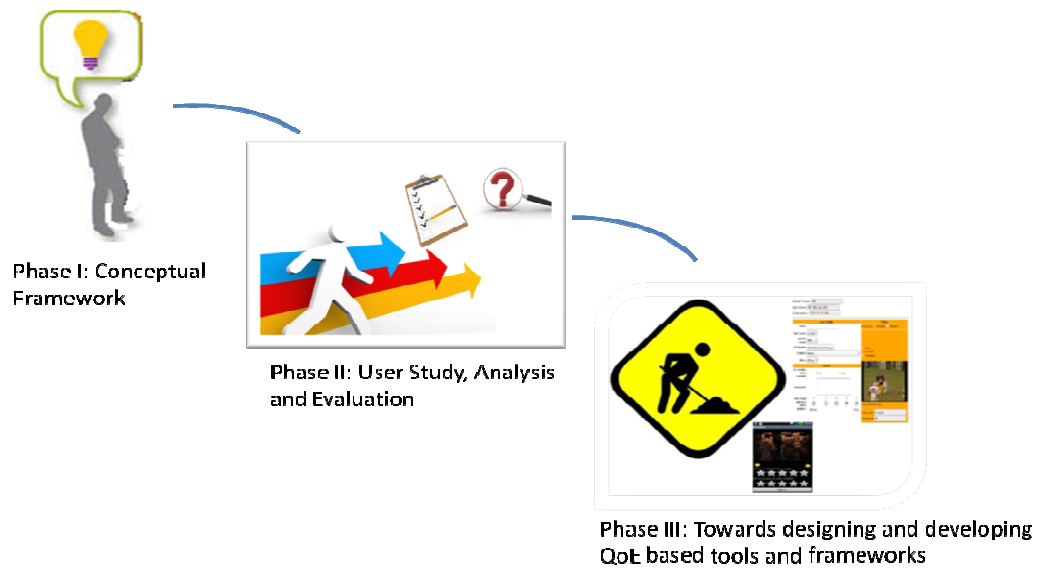 Phase I: Conceptual
Framework
Phase II: User Study, Analysis
and Evaluation
Phase III: Towards designing and developing
QoE based tools and frameworks